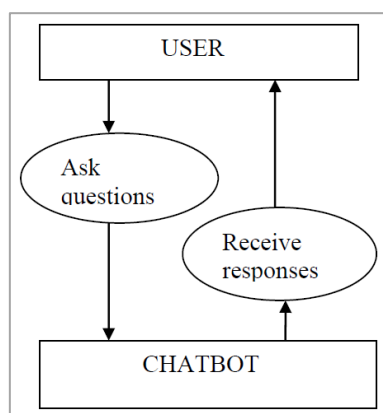 USER
Ask
questions
Receive
responses
CHATBOT